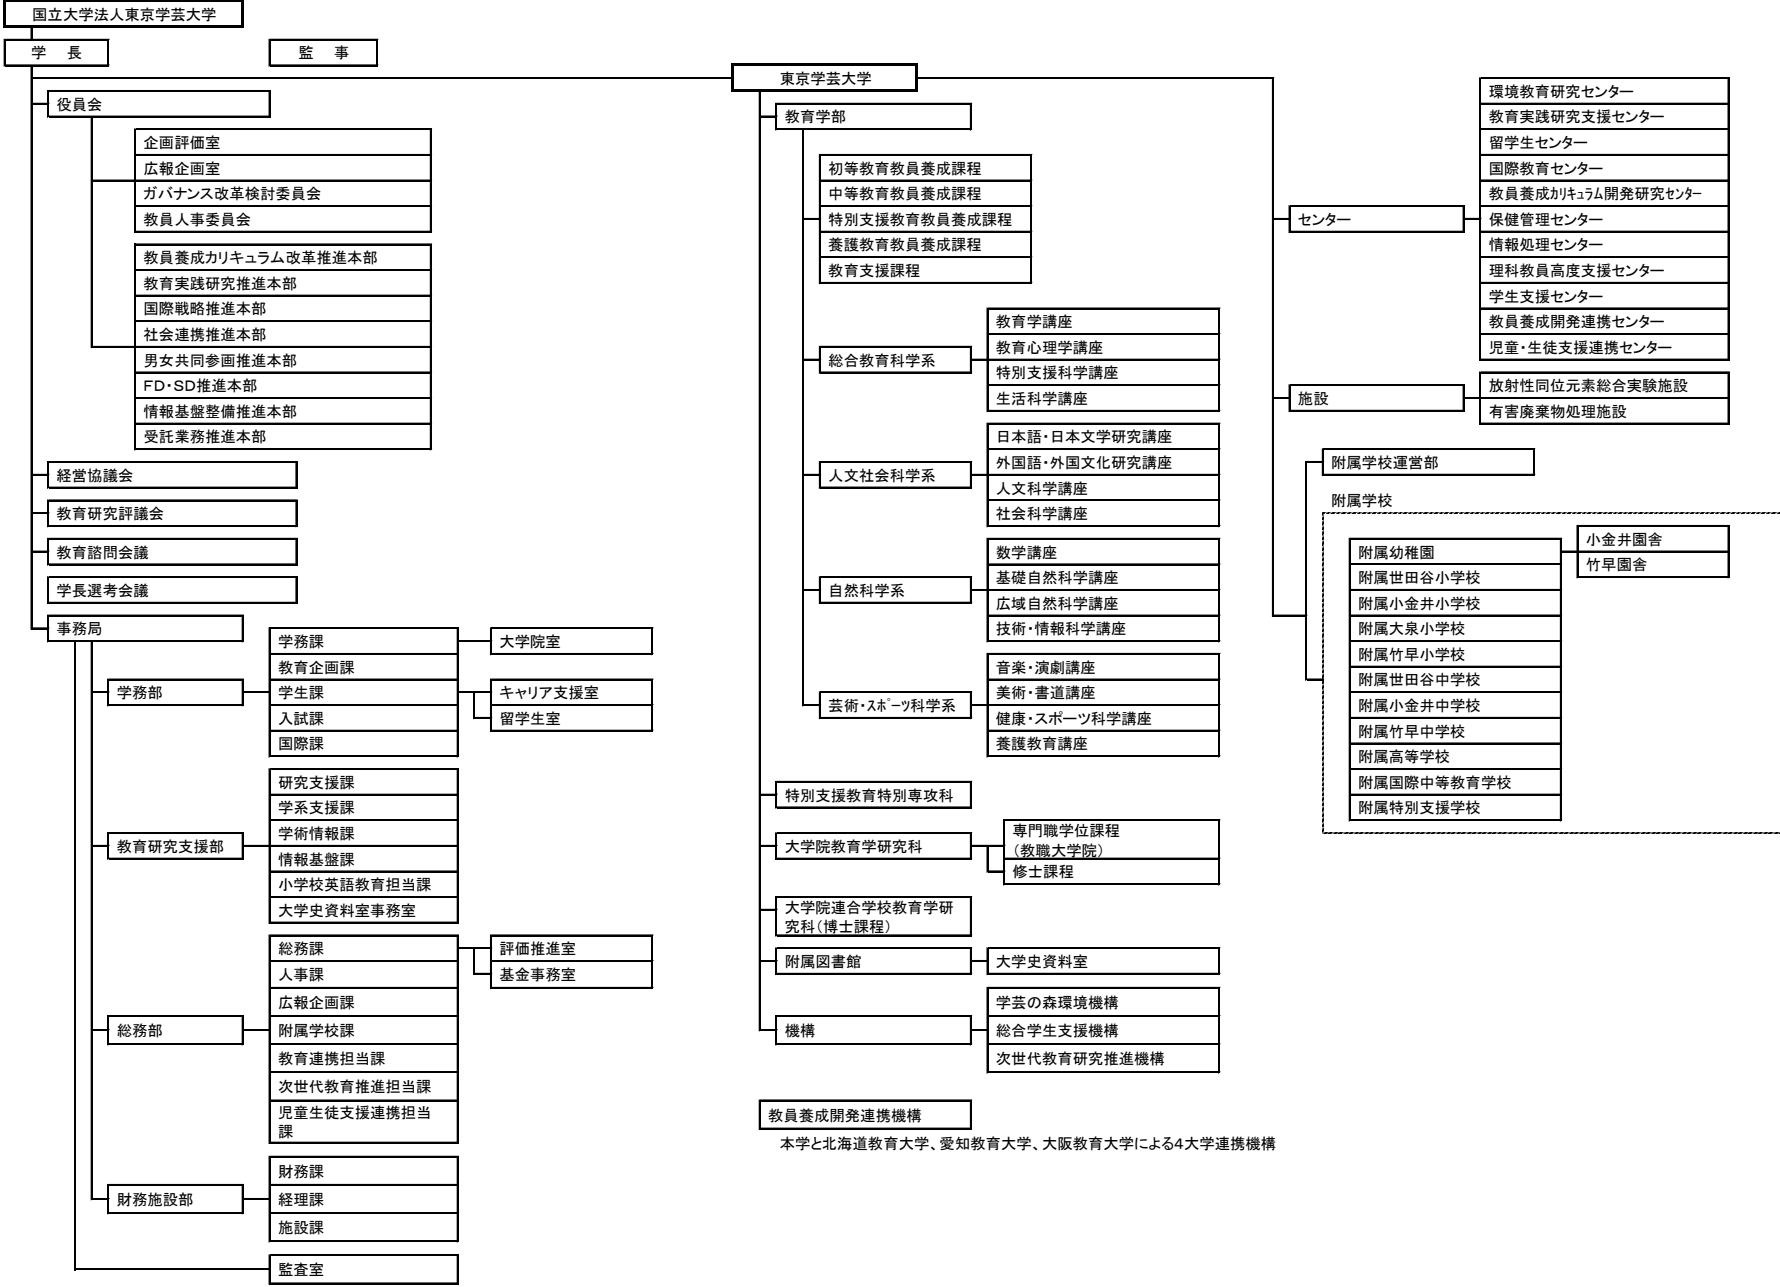 国立大学法人東京学芸大学
学　長
監　事
役員会
企画評価室
広報企画室
ガバナンス改革検討委員会
教員人事委員会
教員養成カリキュラム改革推進本部
教育実践研究推進本部
国際戦略推進本部
社会連携推進本部
男女共同参画推進本部
FD・SD推進本部
情報基盤整備推進本部
受託業務推進本部
経営協議会
教育研究評議会
教育諮問会議
学長選考会議
事務局
学務部
学務課
大学院室
教育企画課
学生課
キャリア支援室
留学生室
入試課
国際課
教育研究支援部
研究支援課
学系支援課
学術情報課
情報基盤課
小学校英語教育担当課
大学史資料室事務室
総務部
総務課
評価推進室
基金事務室
人事課
広報企画課
附属学校課
教育連携担当課
次世代教育推進担当課
児童生徒支援連携担当
課
財務施設部
財務課
経理課
施設課
監査室
東京学芸大学
教育学部
初等教育教員養成課程
中等教育教員養成課程
特別支援教育教員養成課程
養護教育教員養成課程
教育支援課程
総合教育科学系
教育学講座
教育心理学講座
特別支援科学講座
生活科学講座
人文社会科学系
日本語・日本文学研究講座
外国語・外国文化研究講座
人文科学講座
社会科学講座
自然科学系
数学講座
基礎自然科学講座
広域自然科学講座
技術・情報科学講座
芸術・ｽﾎﾟｰﾂ科学系
音楽・演劇講座
美術・書道講座
健康・スポーツ科学講座
養護教育講座
特別支援教育特別専攻科
大学院教育学研究科
専門職学位課程
（教職大学院）
修士課程
大学院連合学校教育学研
究科（博士課程）
附属図書館
大学史資料室
機構
学芸の森環境機構
総合学生支援機構
次世代教育研究推進機構
教員養成開発連携機構
本学と北海道教育大学、愛知教育大学、大阪教育大学による4大学連携機構
センター
環境教育研究センター
教育実践研究支援センター
留学生センター
国際教育センター
教員養成ｶﾘｷｭﾗﾑ開発研究ｾﾝﾀｰ
保健管理センター
情報処理センター
理科教員高度支援センター
学生支援センター
教員養成開発連携センター
児童・生徒支援連携センター
施設
放射性同位元素総合実験施設
有害廃棄物処理施設
附属学校運営部
附属学校
附属幼稚園
小金井園舎
竹早園舎
附属世田谷小学校
附属小金井小学校
附属大泉小学校
附属竹早小学校
附属世田谷中学校
附属小金井中学校
附属竹早中学校
附属高等学校
附属国際中等教育学校
附属特別支援学校